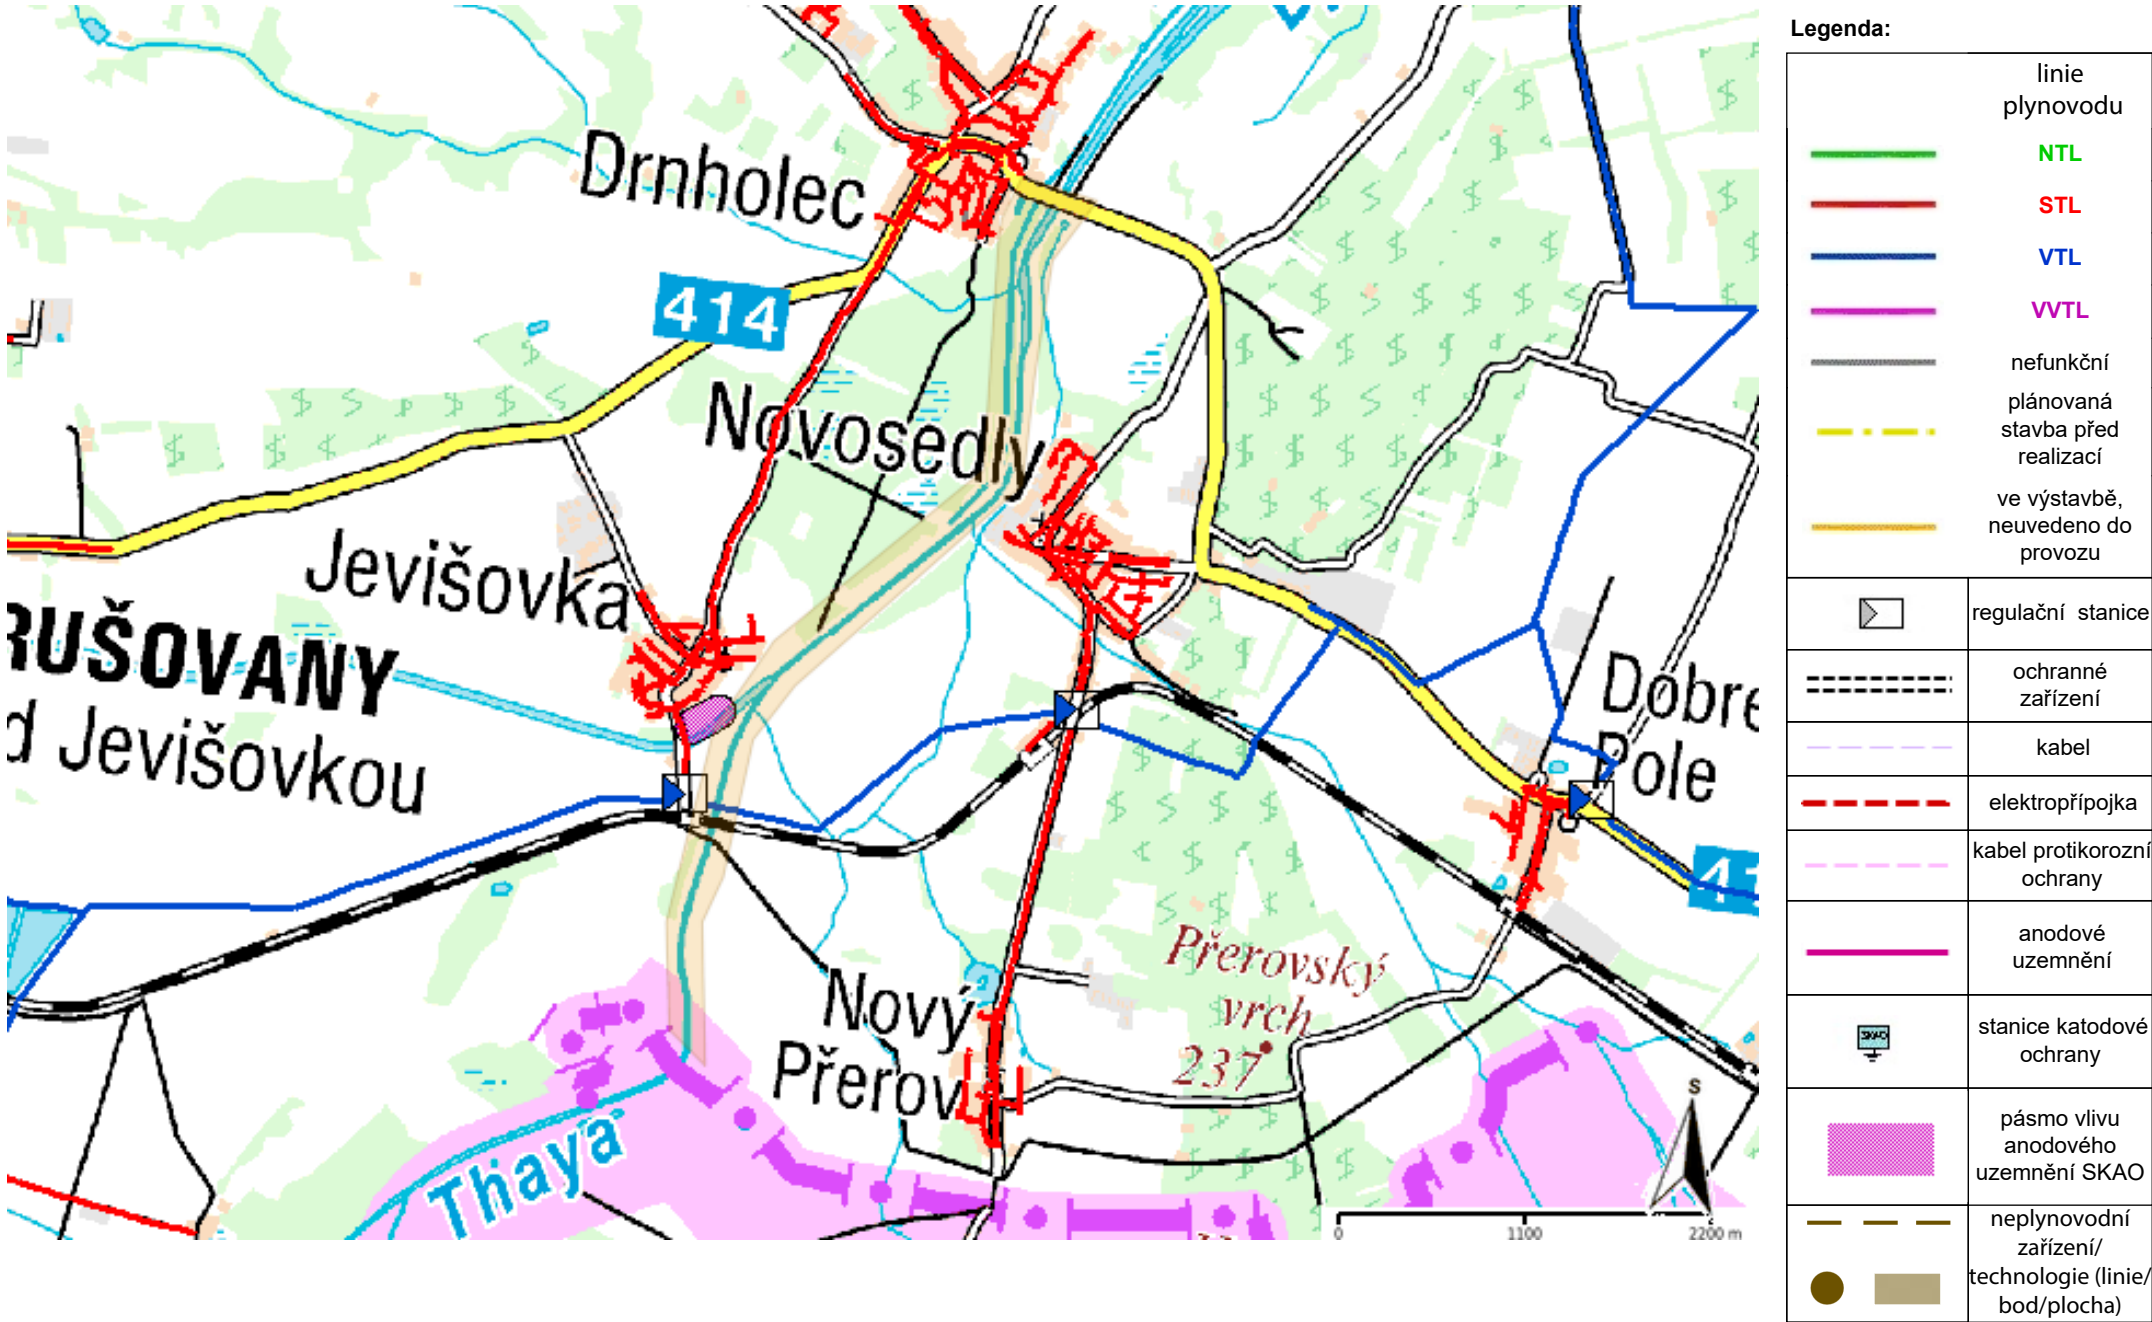 Drnholec
414
Novosedly
Jevišovka
RUŠOVANY
d Jevišovkou
Dobré
Pole
Nový
Přerov
Přerovský
vrch
237
Thaya
S
0 1100 2200 m
Legenda:
linie
plynovodu
NTL
STL
VTL
VVTL
nefunkční
plánovaná
stavba před
realizací
ve výstavbě,
neuvedeno do
provozu
regulační stanice
ochranné
zařízení
kabel
elektropřípojka
kabel protikorozní
ochrany
anodové
uzemnění
SKAO
stanice katodové
ochrany
pásmo vlivu
anodového
uzemnění SKAO
neplynovodní
zařízení/
technologie (linie/
bod/plocha)